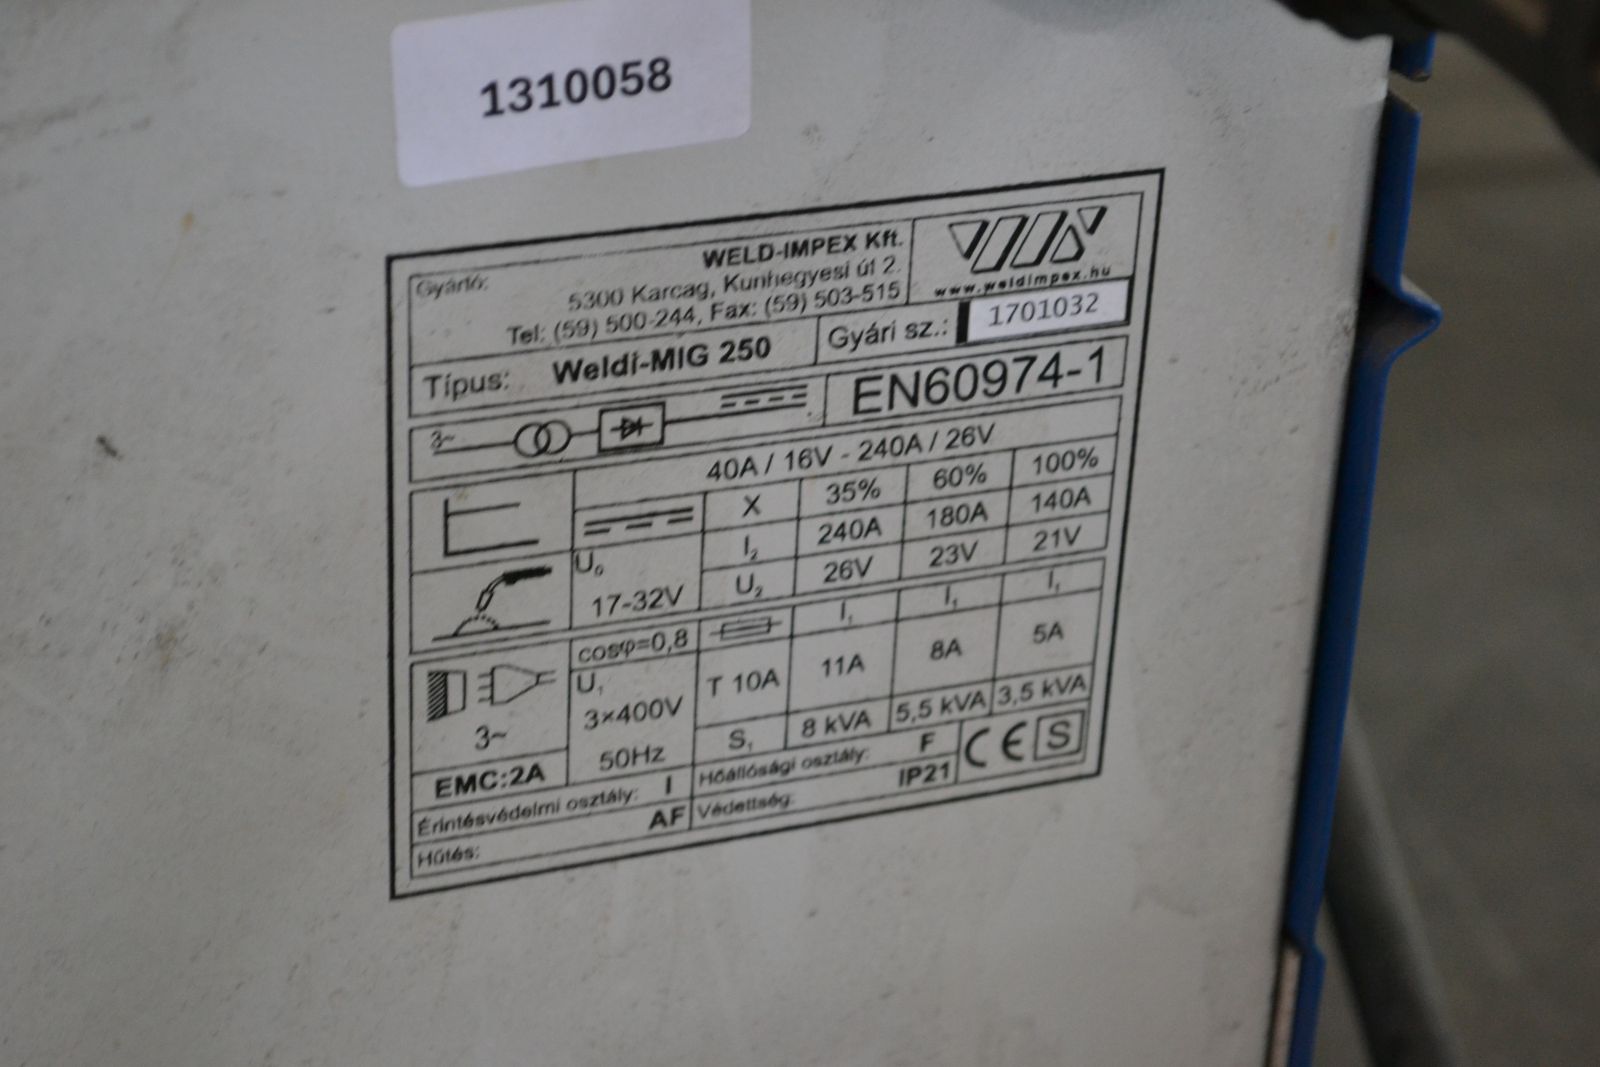 1310058
Gyártó:
WELD-IMPEX Kft.
5300 Karcag, Kunhegyesi út 2.
Tel: (59) 500-244, Fax: (59) 503-515
www.weldimpex.hu
Típus: Weldi-MIG 250
Gyári sz.: 1701032
3~
EN60974-1
40A / 16V - 240A / 26V
X 35% 60% 100%
I₂ 240A 180A 140A
U₀ 17-32V
U₂ 26V 23V 21V
cosφ=0,8
I₁ I₁ I₁
U₁ 3×400V 50Hz
T 10A 11A 8A 5A
3~
S₁ 8 kVA 5,5 kVA 3,5 kVA
EMC:2A
Érintésvédelmi osztály: I
Hőállósági osztály: F
CE S
Hűtés: AF
Védettség: IP21